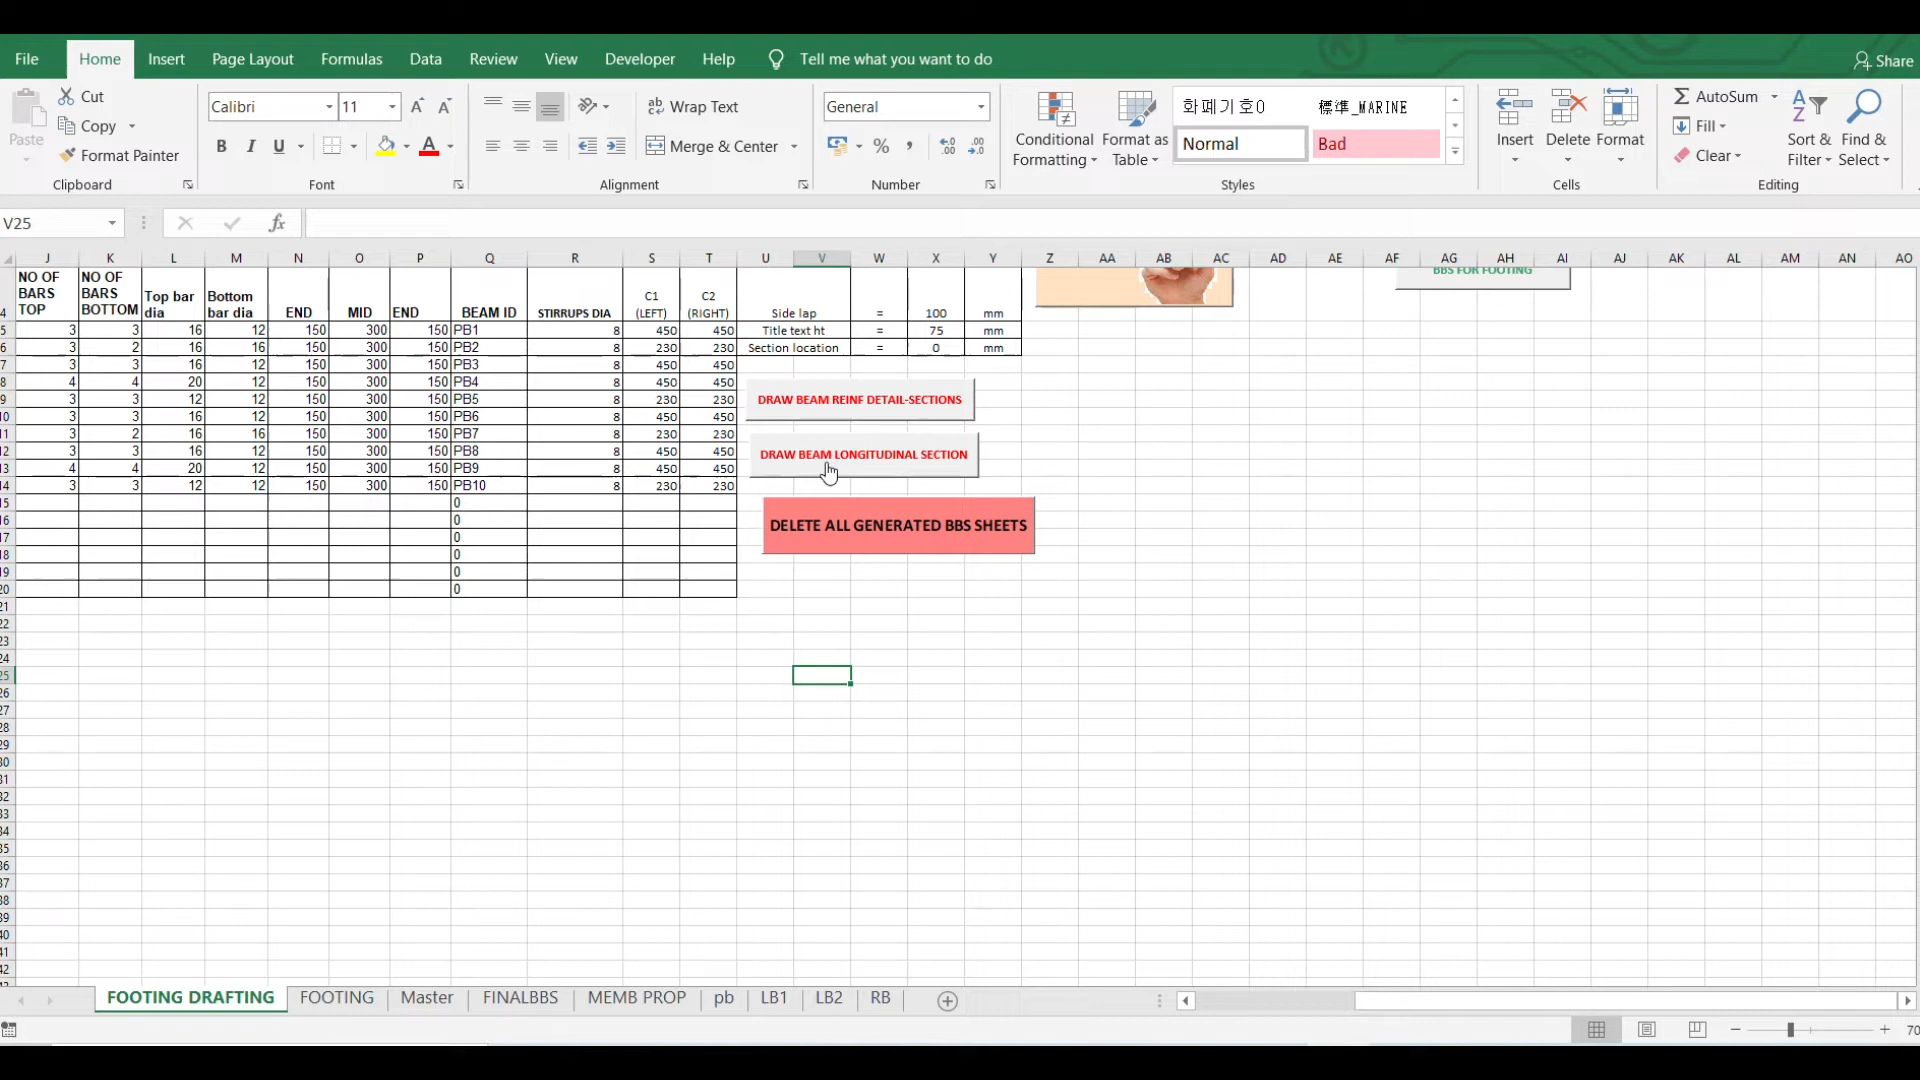 File Home Insert Page Layout Formulas Data Review View Developer Help Tell me what you want to do Share
Paste Cut Copy Format Painter Clipboard
Calibri 11 B I U Font
Wrap Text Merge & Center Alignment
General % Number
Conditional Formatting Format as Table 화폐기호0 標準_MARINE Normal Bad Styles
Insert Delete Format Cells
AutoSum Fill Clear Sort & Filter Find & Select Editing
V25 fx
J K L M N O P Q R S T U V W X Y Z AA AB AC AD AE AF AG AH AI AJ AK AL AM AN AO
NO OF BARS TOP NO OF BARS BOTTOM Top bar dia Bottom bar dia END MID END BEAM ID STIRRUPS DIA C1 (LEFT) C2 (RIGHT) Side lap = 100 mm
3 3 16 12 150 300 150 PB1 8 450 450 Title text ht = 75 mm
3 2 16 16 150 300 150 PB2 8 230 230 Section location = 0 mm
3 3 16 12 150 300 150 PB3 8 450 450
4 4 20 12 150 300 150 PB4 8 450 450
3 3 12 12 150 300 150 PB5 8 230 230
3 3 16 12 150 300 150 PB6 8 450 450
3 2 16 16 150 300 150 PB7 8 230 230
3 3 16 12 150 300 150 PB8 8 450 450
4 4 20 12 150 300 150 PB9 8 450 450
3 3 12 12 150 300 150 PB10 8 230 230
0
0
0
0
0
0
BBS FOR FOOTING
DRAW BEAM REINF DETAIL-SECTIONS
DRAW BEAM LONGITUDINAL SECTION
DELETE ALL GENERATED BBS SHEETS
FOOTING DRAFTING FOOTING Master FINALBBS MEMB PROP pb LB1 LB2 RB